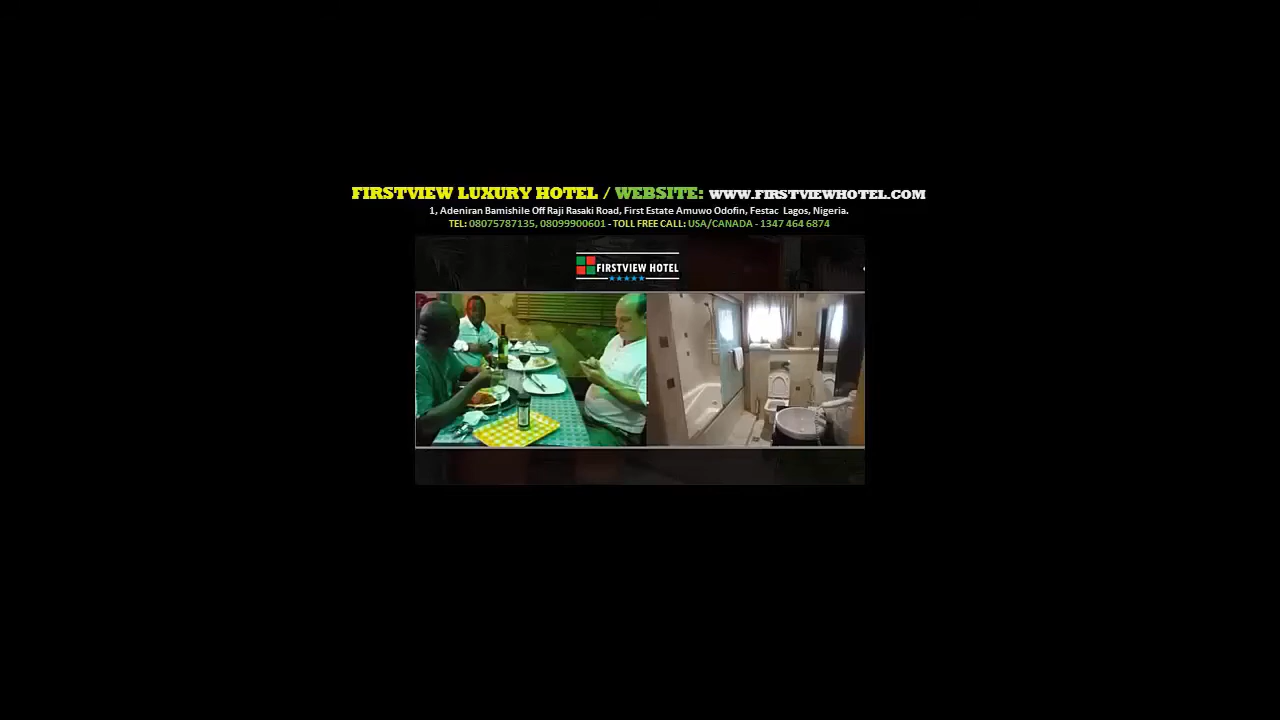 FIRSTVIEW LUXURY HOTEL / WEBSITE: WWW.FIRSTVIEWHOTEL.COM
1, Adeniran Bamishile Off Raji Rasaki Road, First Estate Amuwo Odofin, Festac Lagos, Nigeria.
TEL: 08075787135, 08099900601 - TOLL FREE CALL: USA/CANADA - 1347 464 6874
FIRSTVIEW HOTEL